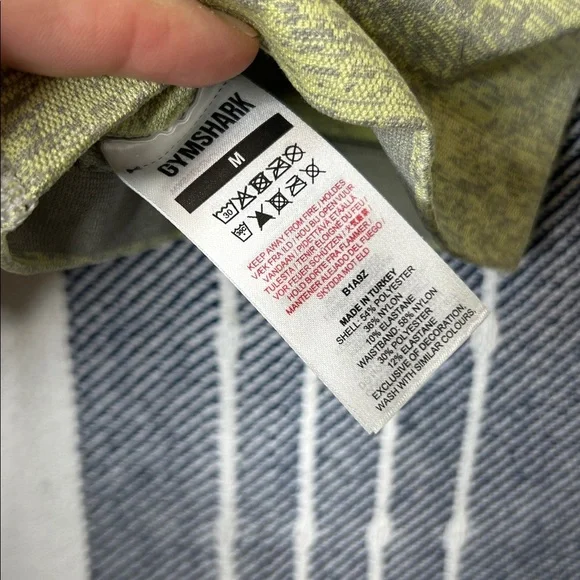 GYMSHARK
M
30
KEEP AWAY FROM FIRE / HOLDES
VÆK FRA ILD / HOU BIJ OPEN VUUR
VANDAAN / PIDETTÄVÄ ETÄÄLLÄ
TULESTA / TENIR ÉLOIGNÉ DU FEU /
VOR FEUER SCHÜTZEN /
HOLD BORTE FRA FLAMMER /
MANTENER ALEJADO DEL FUEGO /
SKYDDA MOT ELD
B1A9Z
MADE IN TURKEY
SHELL: 54% POLYESTER
36% NYLON
10% ELASTANE
WAISTBAND: 58% NYLON
30% POLYESTER
12% ELASTANE
EXCLUSIVE OF DECORATION.
WASH WITH SIMILAR COLOURS.